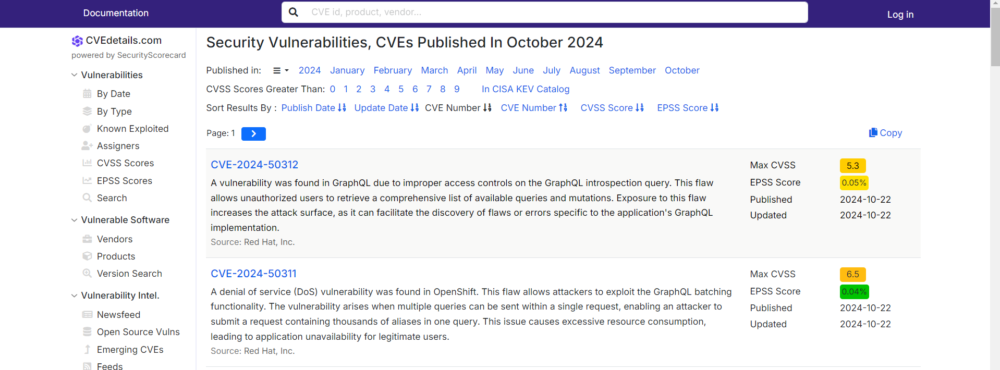 Documentation
CVE id, product, vendor...
Log in
CVEdetails.com
powered by SecurityScorecard
Vulnerabilities
By Date
By Type
Known Exploited
Assigners
CVSS Scores
EPSS Scores
Search
Vulnerable Software
Vendors
Products
Version Search
Vulnerability Intel.
Newsfeed
Open Source Vulns
Emerging CVEs
Feeds
Security Vulnerabilities, CVEs Published In October 2024
Published in: 2024 January February March April May June July August September October
CVSS Scores Greater Than: 0 1 2 3 4 5 6 7 8 9 In CISA KEV Catalog
Sort Results By : Publish Date Update Date CVE Number CVE Number CVSS Score EPSS Score
Page: 1
Copy
CVE-2024-50312
A vulnerability was found in GraphQL due to improper access controls on the GraphQL introspection query. This flaw
allows unauthorized users to retrieve a comprehensive list of available queries and mutations. Exposure to this flaw
increases the attack surface, as it can facilitate the discovery of flaws or errors specific to the application's GraphQL
implementation.
Source: Red Hat, Inc.
Max CVSS 5.3
EPSS Score 0.05%
Published 2024-10-22
Updated 2024-10-22
CVE-2024-50311
A denial of service (DoS) vulnerability was found in OpenShift. This flaw allows attackers to exploit the GraphQL batching
functionality. The vulnerability arises when multiple queries can be sent within a single request, enabling an attacker to
submit a request containing thousands of aliases in one query. This issue causes excessive resource consumption,
leading to application unavailability for legitimate users.
Source: Red Hat, Inc.
Max CVSS 6.5
EPSS Score 0.04%
Published 2024-10-22
Updated 2024-10-22